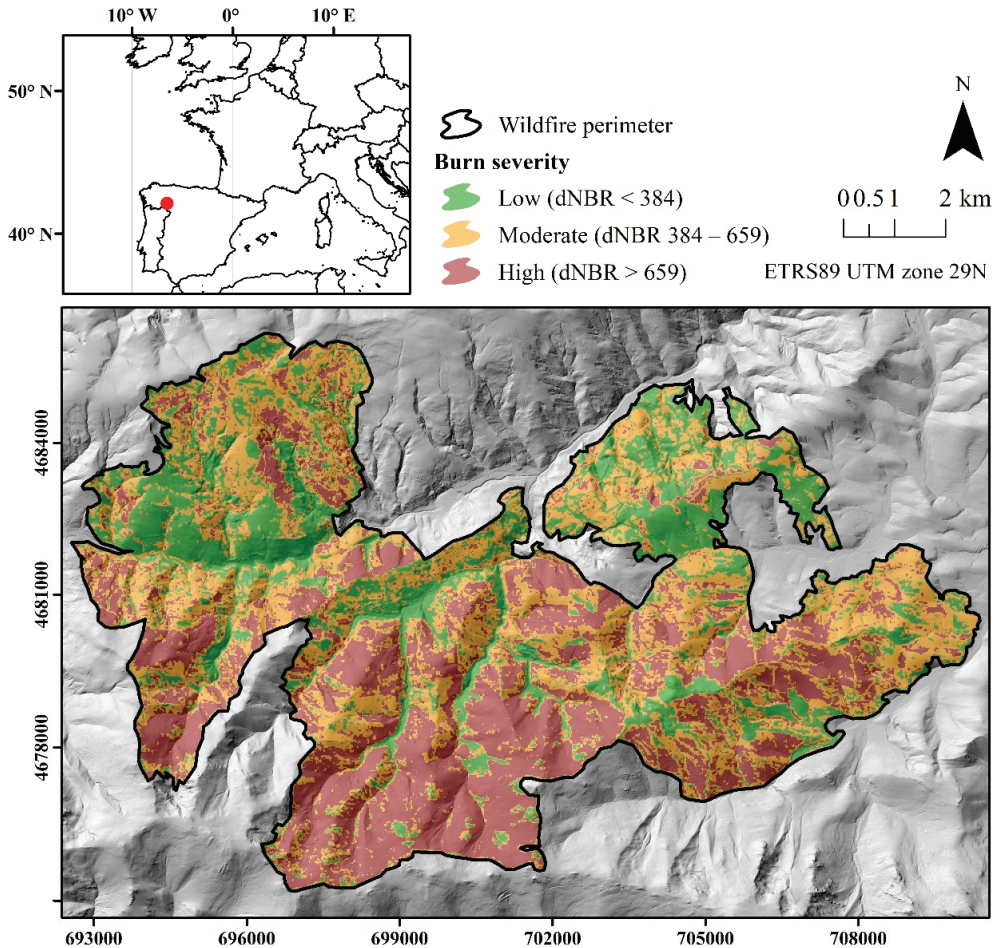 10° W 0° 10° E
50° N
40° N
Wildfire perimeter
Burn severity
Low (dNBR < 384)
Moderate (dNBR 384 – 659)
High (dNBR > 659)
N
0 0.5 1 2 km
ETRS89 UTM zone 29N
4684000
4681000
4678000
693000 696000 699000 702000 705000 708000